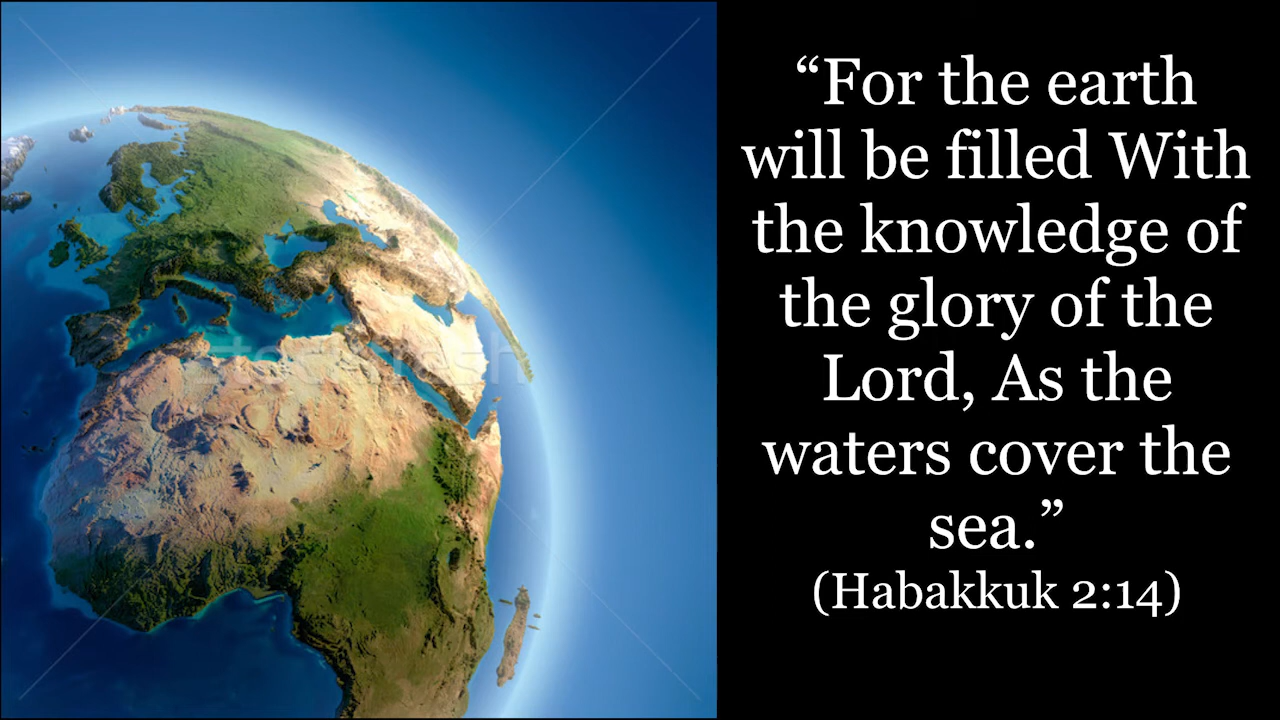 “For the earth
will be filled With
the knowledge of
the glory of the
Lord, As the
waters cover the
sea.”
(Habakkuk 2:14)